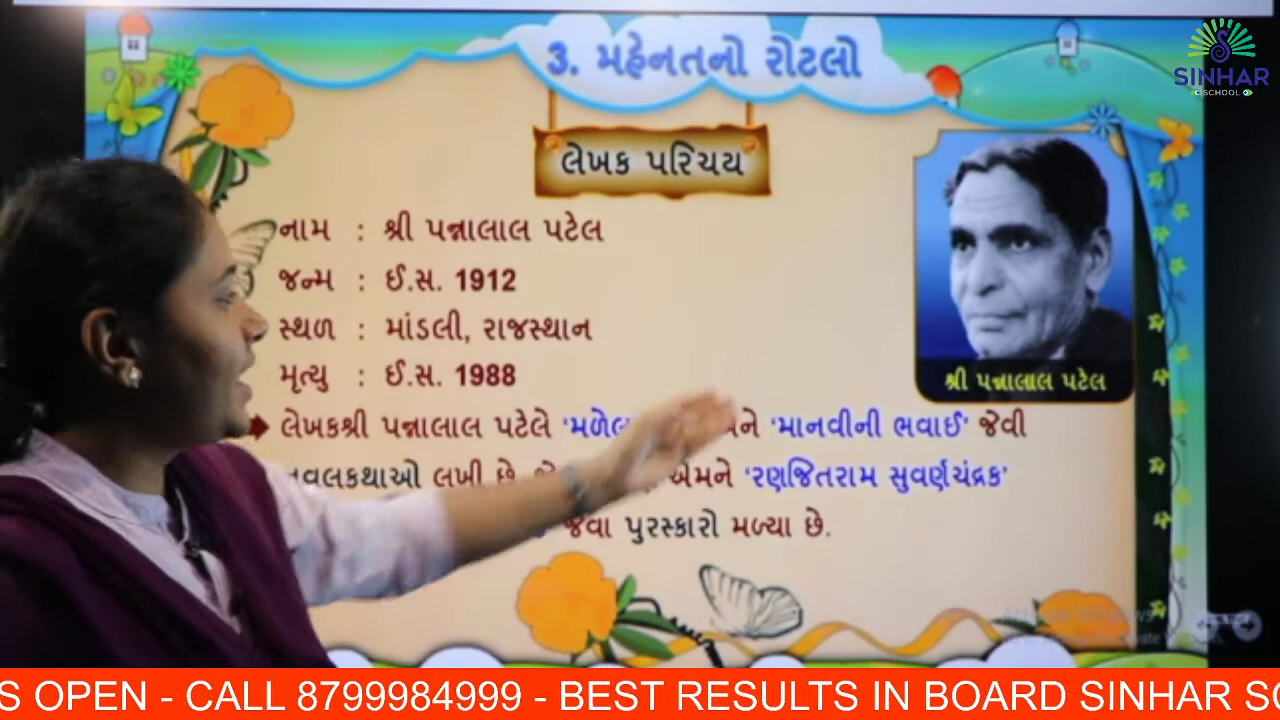 3. મહેનતનો રોટલો
SINHAR
SCHOOL
લેખક પરિચય
નામ : શ્રી પન્નાલાલ પટેલ
જન્મ : ઈ.સ. 1912
સ્થળ : માંડલી, રાજસ્થાન
મૃત્યુ : ઈ.સ. 1988
શ્રી પન્નાલાલ પટેલ
લેખકશ્રી પન્નાલાલ પટેલે ‘માનવીની ભવાઈ’ જેવી
લખી છે. એમને ‘રણજિતરામ સુવર્ણચંદ્રક’
જેવા પુરસ્કારો મળ્યા છે.
S OPEN - CALL 8799984999 - BEST RESULTS IN BOARD SINHAR SC